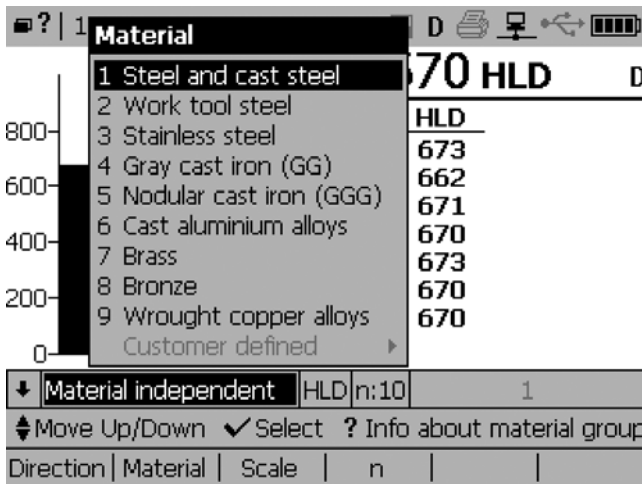 ? 1 D
Material
1 Steel and cast steel
2 Work tool steel
3 Stainless steel
4 Gray cast iron (GG)
5 Nodular cast iron (GGG)
6 Cast aluminium alloys
7 Brass
8 Bronze
9 Wrought copper alloys
Customer defined
670 HLD D
HLD
673
662
671
670
673
670
670
800
600
400
200
0
Material independent HLD n:10 1
Move Up/Down Select ? Info about material group
Direction Material Scale n